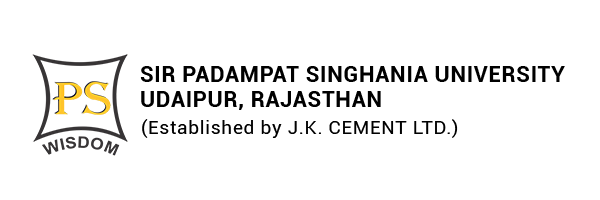 PS
WISDOM
SIR PADAMPAT SINGHANIA UNIVERSITY
UDAIPUR, RAJASTHAN
(Established by J.K. CEMENT LTD.)